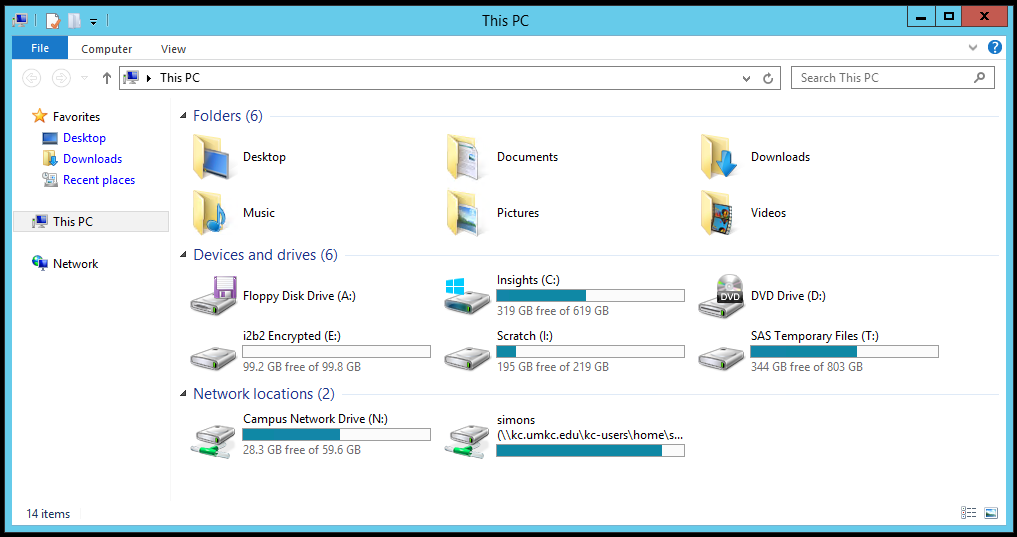 This PC
File Computer View
This PC
Search This PC
Favorites
Desktop
Downloads
Recent places
This PC
Network
Folders (6)
Desktop Documents Downloads
Music Pictures Videos
Devices and drives (6)
Floppy Disk Drive (A:)
Insights (C:)
319 GB free of 619 GB
DVD
DVD Drive (D:)
i2b2 Encrypted (E:)
99.2 GB free of 99.8 GB
Scratch (I:)
195 GB free of 219 GB
SAS Temporary Files (T:)
344 GB free of 803 GB
Network locations (2)
Campus Network Drive (N:)
28.3 GB free of 59.6 GB
simons
(\\kc.umkc.edu\kc-users\home\s...
14 items